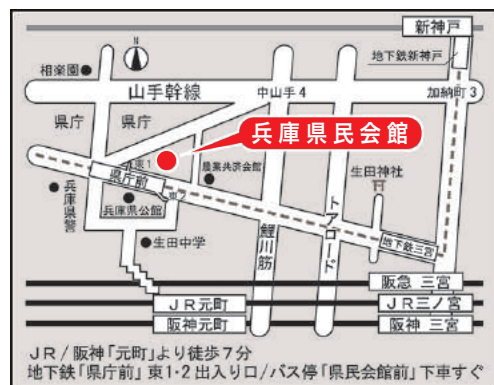 新神戸
地下鉄新神戸
N
相楽園
山手幹線
中山手4
加納町3
県庁
県庁
兵庫県民会館
東1
県庁前
東2
農業共済会館
生田神社
兵庫県警
兵庫県公館
生田中学
鯉川筋
トアロード
地下鉄三宮
阪急 三宮
JR元町
JR三ノ宮
阪神元町
阪神 三宮
JR/阪神「元町」より徒歩7分
地下鉄「県庁前」東1・2出入り口/バス停「県民会館前」下車すぐ